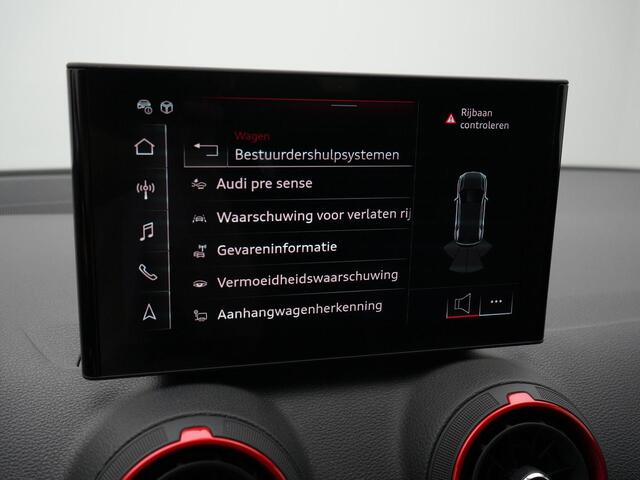 Wagen
Bestuurdershulpsystemen
Audi pre sense
Waarschuwing voor verlaten rij
Gevareninformatie
Vermoeidheidswaarschuwing
Aanhangwagenherkenning
Rijbaan
controleren